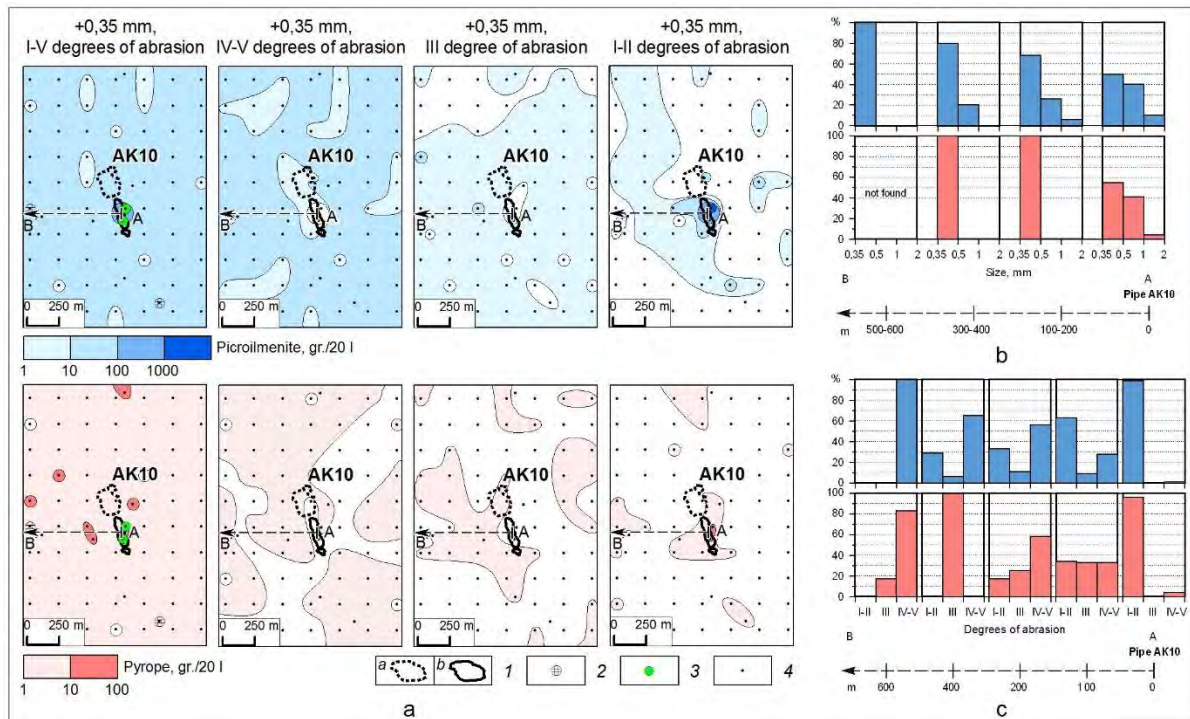 +0,35 mm,
I-V degrees of abrasion
+0,35 mm,
IV-V degrees of abrasion
+0,35 mm,
III degree of abrasion
+0,35 mm,
I-II degrees of abrasion
AK10
A
B
0 250 m
AK10
A
B
0 250 m
AK10
A
B
0 250 m
AK10
A
B
0 250 m
Picroilmenite, gr./20 l
1 10 100 1000
AK10
A
B
0 250 m
AK10
A
B
0 250 m
AK10
A
B
0 250 m
AK10
A
B
0 250 m
Pyrope, gr./20 l
1 10 100
a b 1 2 3 4
a
%
80
60
40
20
0
100
80
60
40
20
0
not found
0,35 0,5 1 2 0,35 0,5 1 2 0,35 0,5 1 2 0,35 0,5 1 2
Size, mm
B A
Pipe AK10
m 500-600 300-400 100-200 0
b
%
80
60
40
20
0
100
80
60
40
20
0
I-II III IV-V I-II III IV-V I-II III IV-V I-II III IV-V I-II III IV-V
Degrees of abrasion
B A
Pipe AK10
m 600 400 200 100 0
c